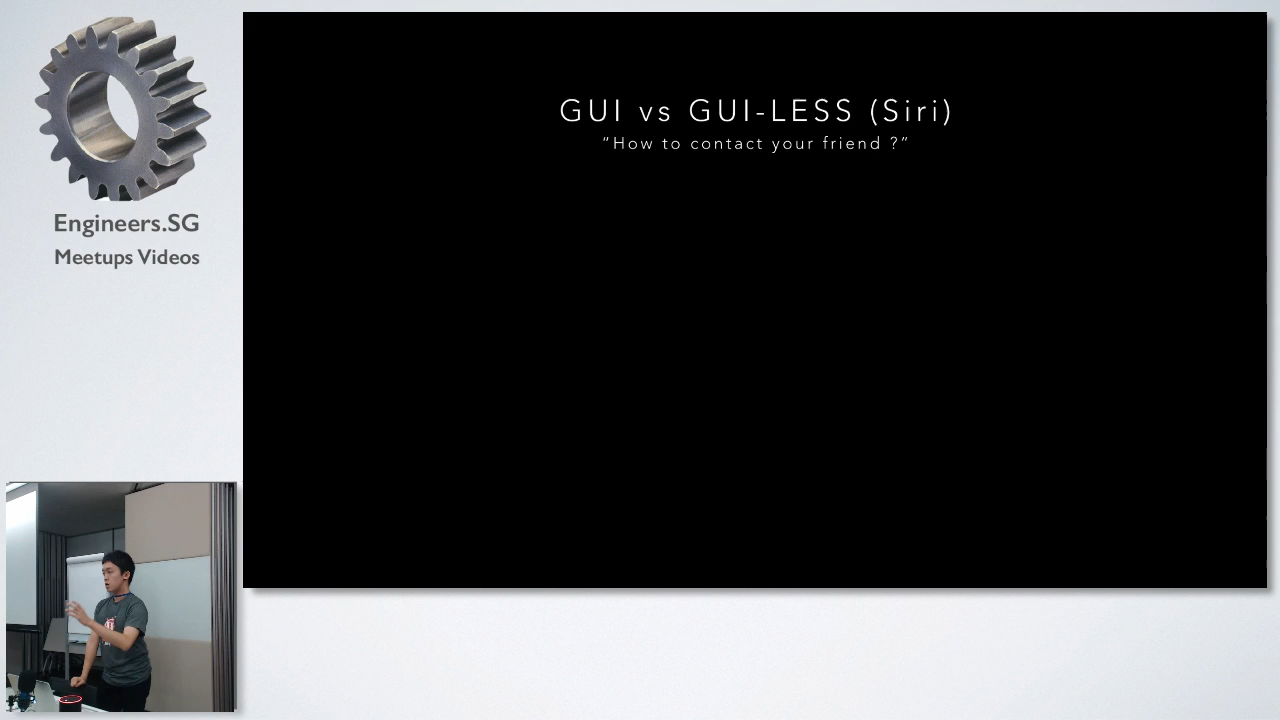 Engineers.SG
Meetups Videos
GUI vs GUI-LESS (Siri)
“How to contact your friend ?”